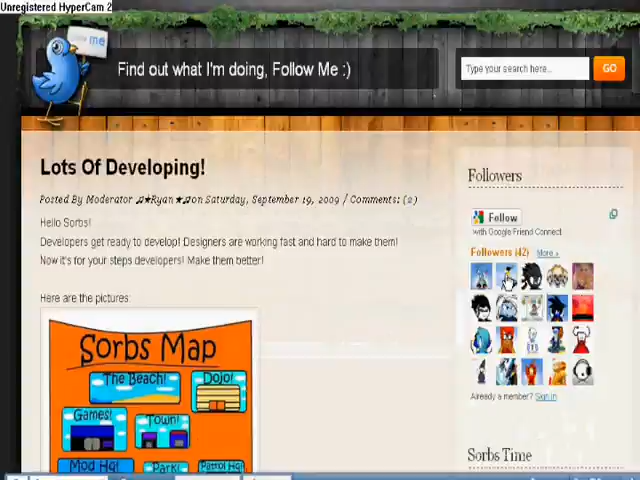 Unregistered HyperCam 2
me
Find out what I'm doing, Follow Me :)
Type your search here...
GO
Lots Of Developing!
Posted By Moderator ♫★Ryan★♫on Saturday, September 19, 2009 / Comments: (2)
Hello Sorbs!
Developers get ready to develop! Designers are working fast and hard to make them!
Now it's for your steps developers! Make them better!
Here are the pictures:
Sorbs Map
The Beach!
Dojo!
Games!
Town!
Mod Hq!
Park!
Patrol Hq!
Followers
Follow
with Google Friend Connect
Followers (42) More »
Already a member? Sign in
Sorbs Time